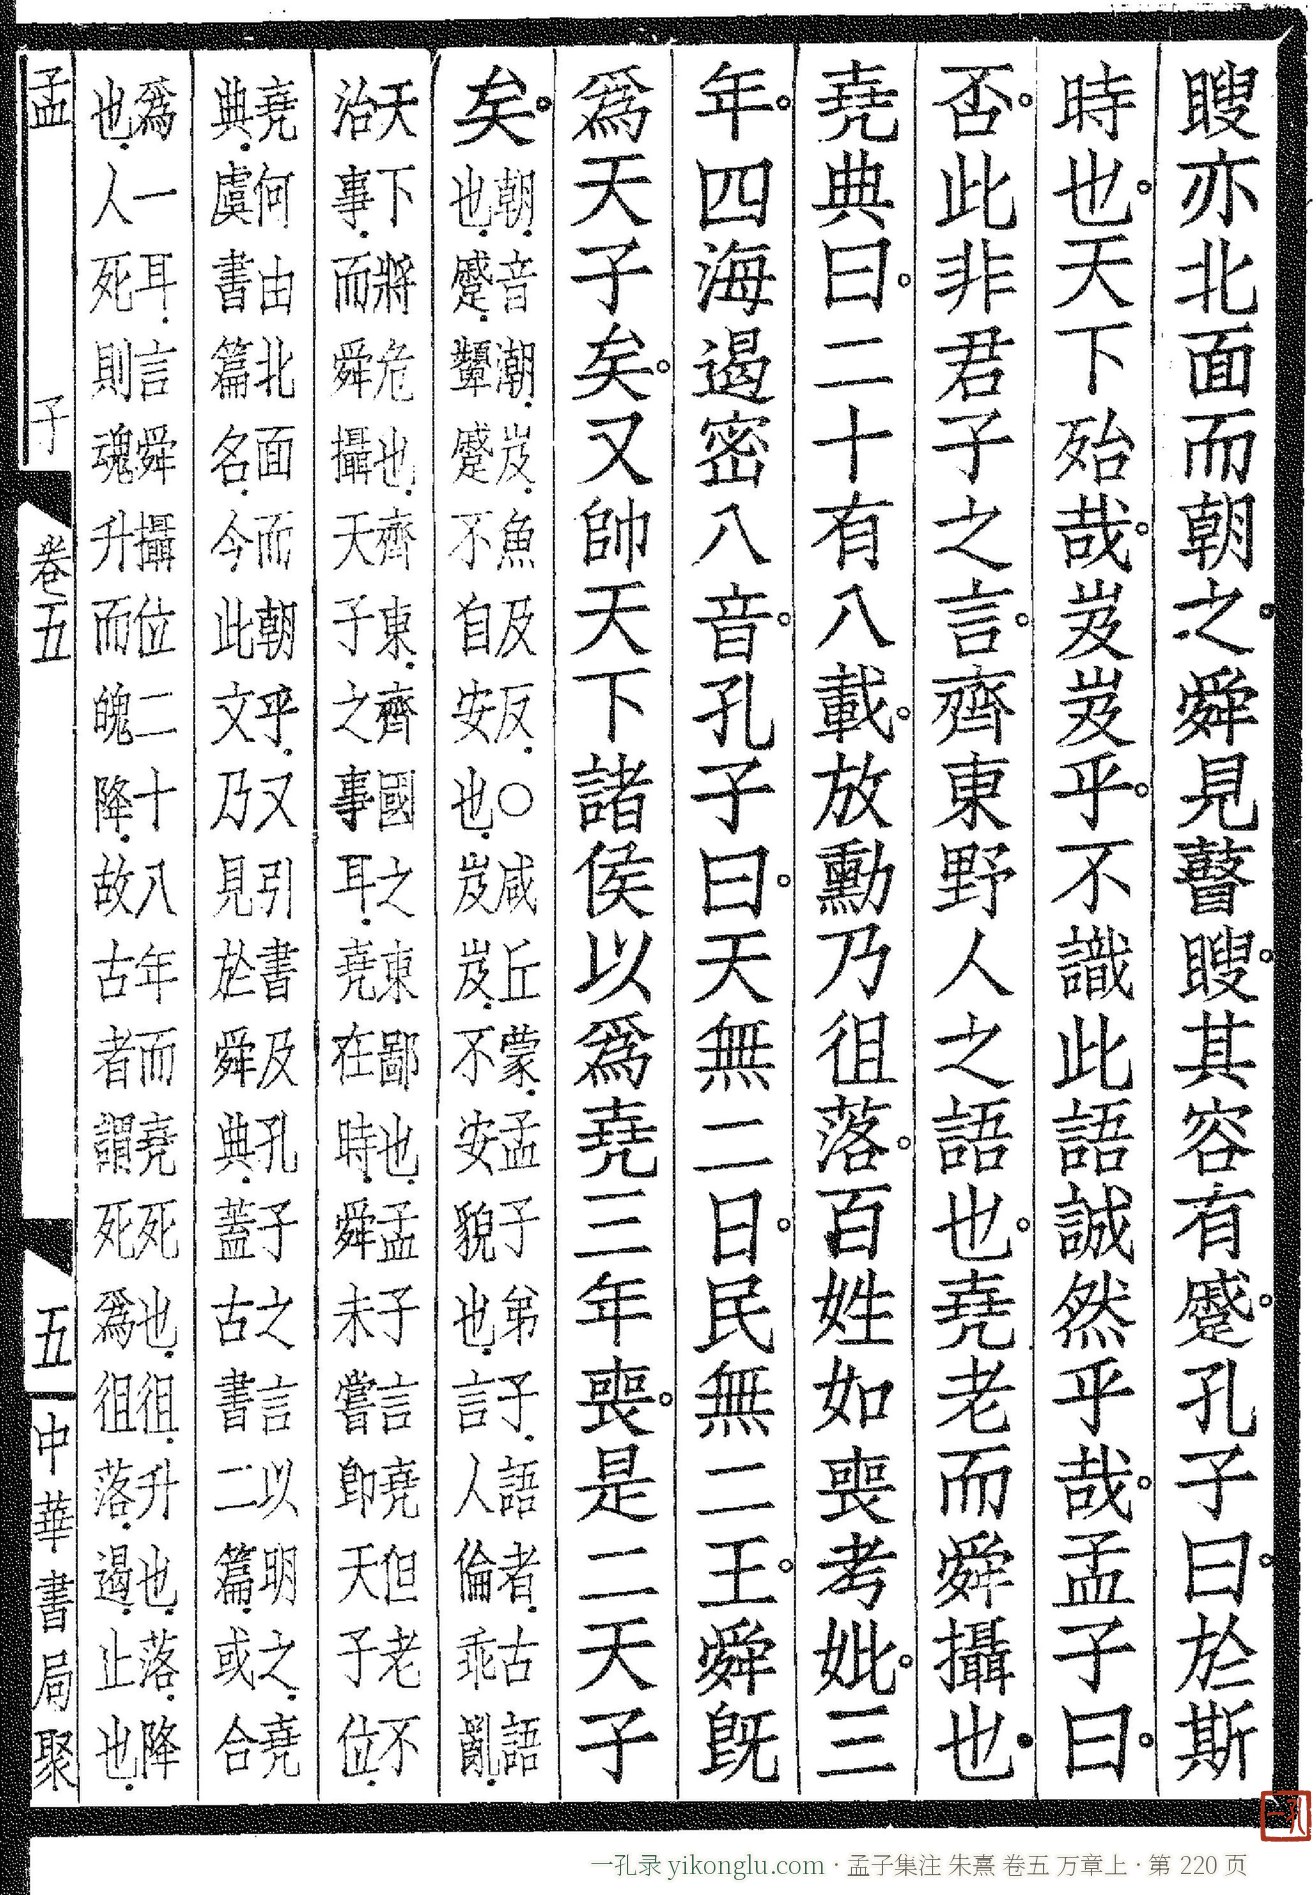 瞍亦北面而朝之。舜見瞽瞍。其容有蹙。孔子曰。於斯
時也。天下殆哉。岌岌乎。不識此語誠然乎哉。孟子曰。
否。此非君子之言。齊東野人之語也。堯老而舜攝也。
堯典曰。二十有八載。放勳乃徂落。百姓如喪考妣。三
年。四海遏密八音。孔子曰。天無二日。民無二王。舜既
爲天子矣。又帥天下諸侯以爲堯三年喪。是二天子
矣。
朝音潮.岌.魚及反.○咸丘蒙.孟子弟子.語者.古語
也.蹙.顰蹙不自安也.岌岌.不安貌也.言人倫乖亂.
天下將危也.齊東.齊國之東鄙也.孟子言堯但老不
治事.而舜攝天子之事耳.堯在時.舜未嘗即天子位.
堯何由北面而朝乎.又引書及孔子之言以明之.堯
典.虞書篇名.今此文乃見於舜典.蓋古書二篇.或合
爲一耳.言舜攝位二十八年而堯死也.徂.升也.落.降
也.人死則魂升而魄降.故古者謂死爲徂落.遏.止也.
孟子
卷五
五
中華書局聚
一孔录 yikonglu.com · 孟子集注 朱熹 卷五 万章上 · 第 220 页